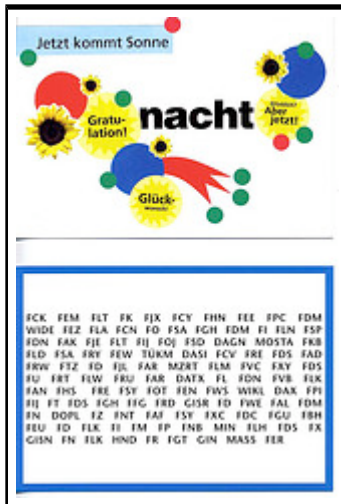 Jetzt kommt Sonne
Gratu-
lation!
nacht
Aber
jetzt!
Glück-
wunsch!
FCK FEM FLT FK FJX FCY FHN FEE FPC FDM
WIDE FEZ FLA FCN FO FSA FGH FDM FI FLN FSP
FDN FAK FJE FLT FIJ FOJ FSD DAGN MOSTA FKB
FLD FSA FRY FEW TÜKM DASI FCV FRE FDS FAD
FRW FTZ FD FJL FAR MZRT FLM FVC FXY FDS
FU FRT FLW FRU FAR DATX FL FDN FVB FLK
FAN FHS FRE FSY FOT FEN FWS WIKL DAX FPI
FIJ FT FDS FGH FFG FRD GISR FD FWE FAL FDM
FN DOPL FZ FNT FAF FSY FXC FDC FGU FBH
FEU FD FLK FI FM FP FNB MIN FLH FDS FX
GISN FN FLK HND FR FGT GIN MASS FER